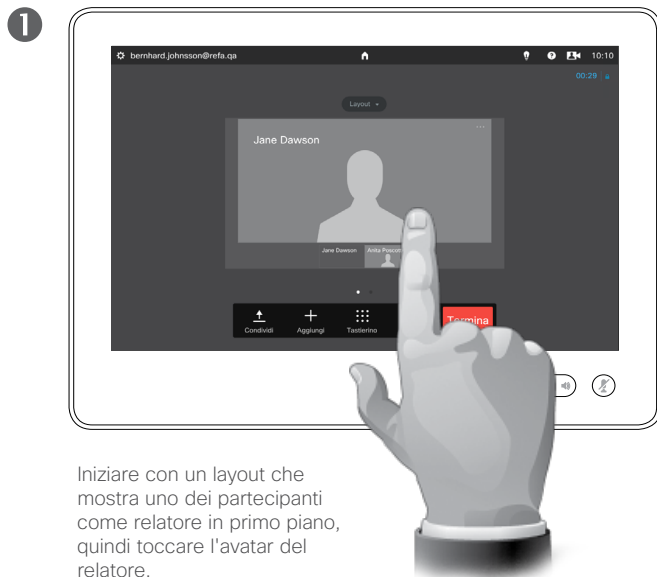 1
bernhard.johnsson@refa.qa
10:10
00:29
Layout
Jane Dawson
Jane Dawson
Anita
Condividi
Aggiungi
Tastierino
Termina
Iniziare con un layout che
mostra uno dei partecipanti
come relatore in primo piano,
quindi toccare l'avatar del
relatore.